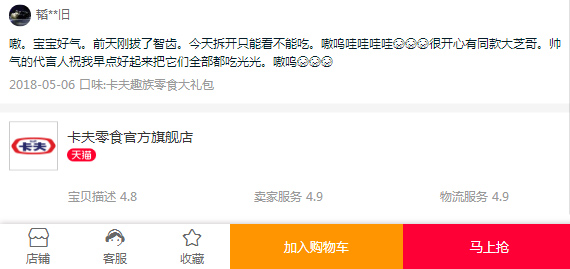 韬**旧
嗷。宝宝好气。前天刚拔了智齿。今天拆开只能看不能吃。嗷呜哇哇哇哇很开心有同款大芝哥。帅
气的代言人祝我早点好起来把它们全部都吃光光。嗷呜
2018-05-06 口味:卡夫趣族零食大礼包
卡夫
卡夫零食官方旗舰店
天猫
宝贝描述 4.8 卖家服务 4.9 物流服务 4.9
店铺 客服 收藏 加入购物车 马上抢